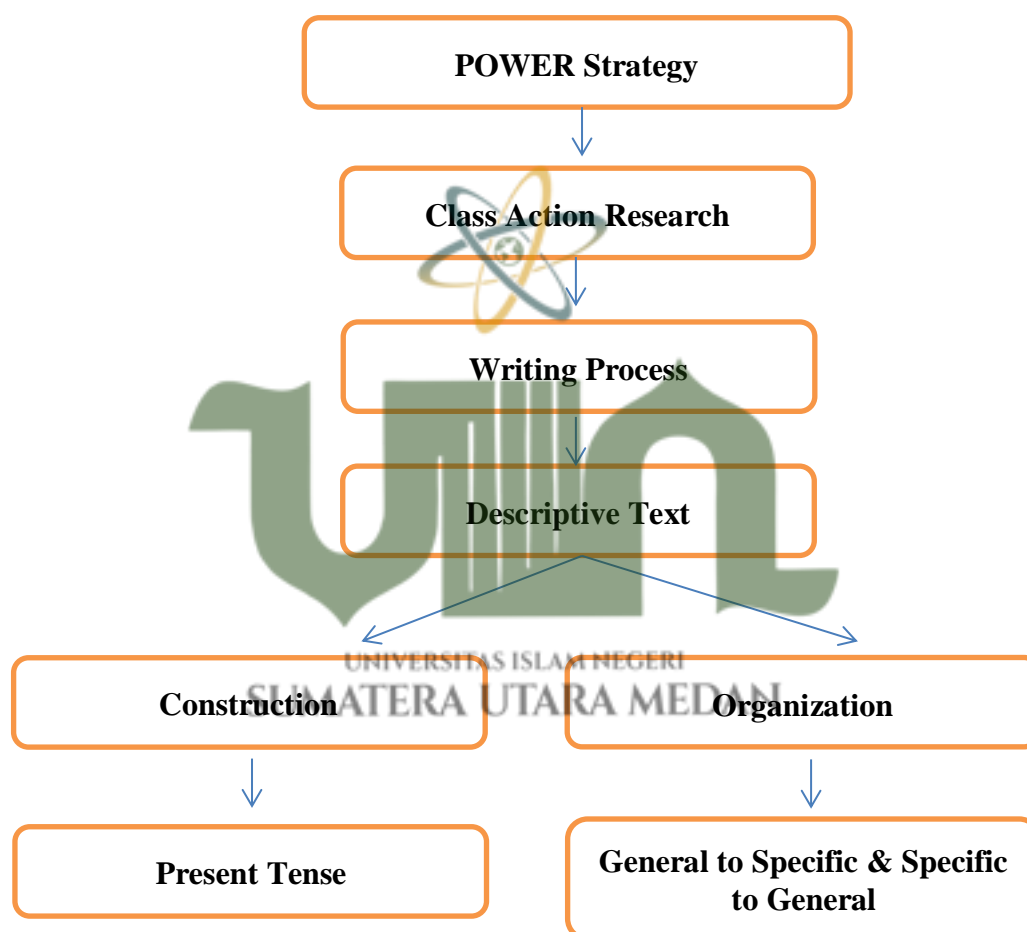 POWER Strategy
Class Action Research
Writing Process
Descriptive Text
UNIVERSITAS ISLAM NEGERI
SUMATERA UTARA MEDAN
Construction
Organization
Present Tense
General to Specific & Specific
to General